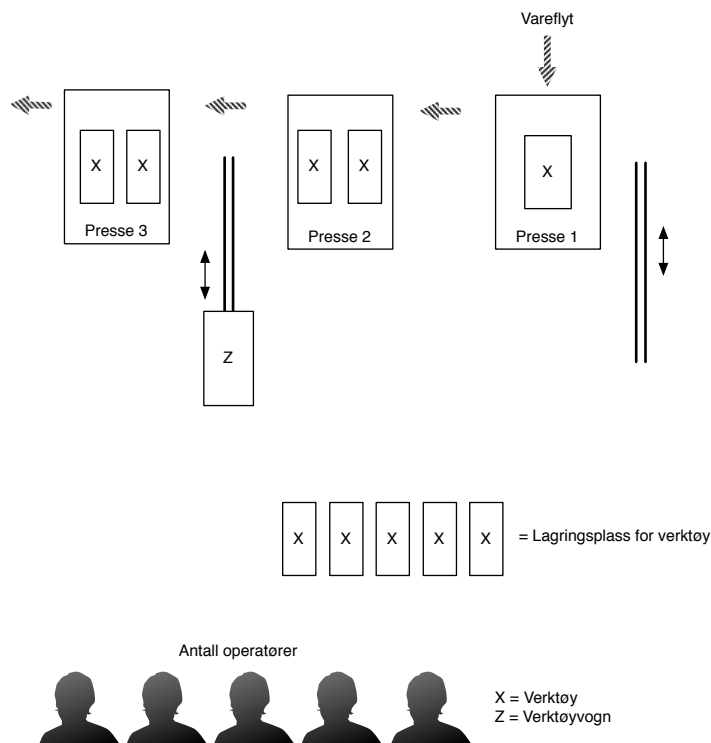 Vareflyt
X X
X X
X
Presse 3
Presse 2
Presse 1
Z
X X X X X
= Lagringsplass for verktøy
Antall operatører
X = Verktøy
Z = Verktøyvogn